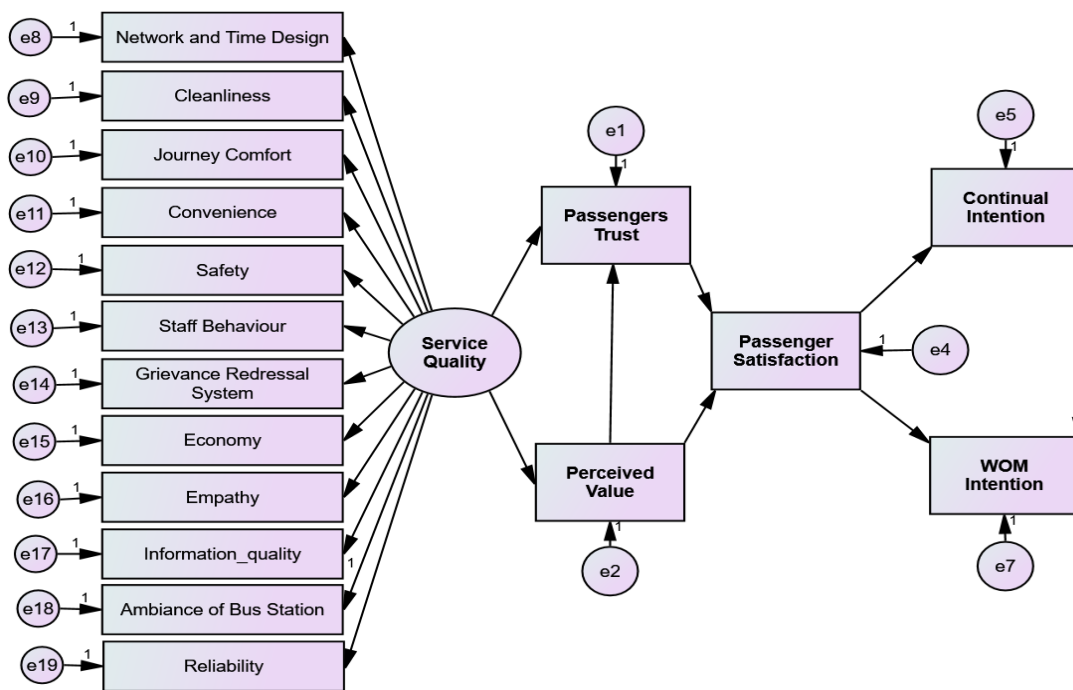 e8
1
Network and Time Design
e9
1
Cleanliness
e10
1
Journey Comfort
e11
1
Convenience
e12
1
Safety
e13
1
Staff Behaviour
e14
1
Grievance Redressal
System
e15
1
Economy
e16
1
Empathy
e17
1
Information_quality
e18
1
Ambiance of Bus Station
e19
1
Reliability
1
Service
Quality
e1
1
Passengers
Trust
Perceived
Value
1
e2
Passenger
Satisfaction
1
e4
e5
1
Continual
Intention
WOM
Intention
1
e7